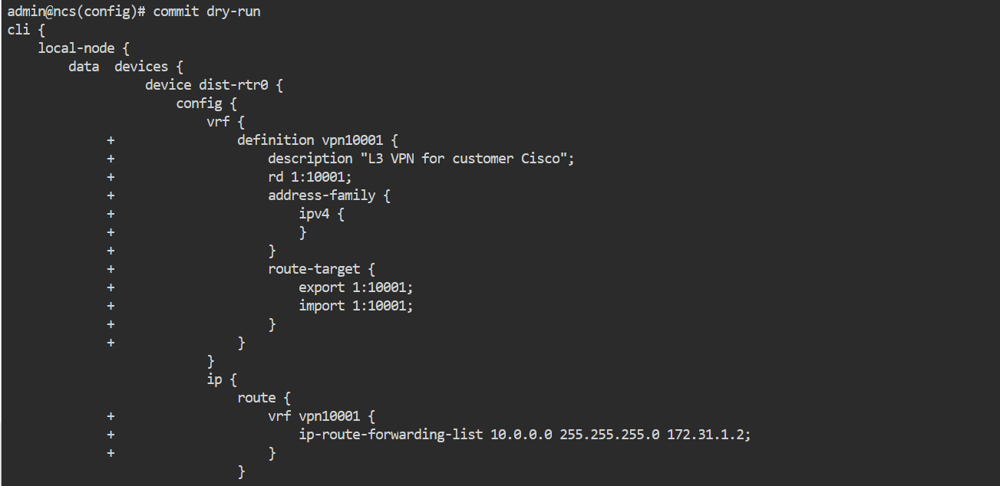 admin@ncs(config)# commit dry-run
cli {
    local-node {
        data  devices {
                  device dist-rtr0 {
                      config {
                          vrf {
             +                definition vpn10001 {
             +                    description "L3 VPN for customer Cisco";
             +                    rd 1:10001;
             +                    address-family {
             +                        ipv4 {
             +                        }
             +                    }
             +                    route-target {
             +                        export 1:10001;
             +                        import 1:10001;
             +                    }
             +                }
                          }
                          ip {
                              route {
             +                    vrf vpn10001 {
             +                        ip-route-forwarding-list 10.0.0.0 255.255.255.0 172.31.1.2;
             +                    }
                              }